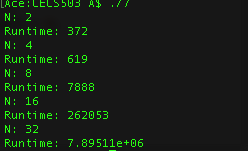 [Ace:CECS503 A$ ./7
N: 2
Runtime: 372
N: 4
Runtime: 619
N: 8
Runtime: 7888
N: 16
Runtime: 262053
N: 32
Runtime: 7.89511e+06